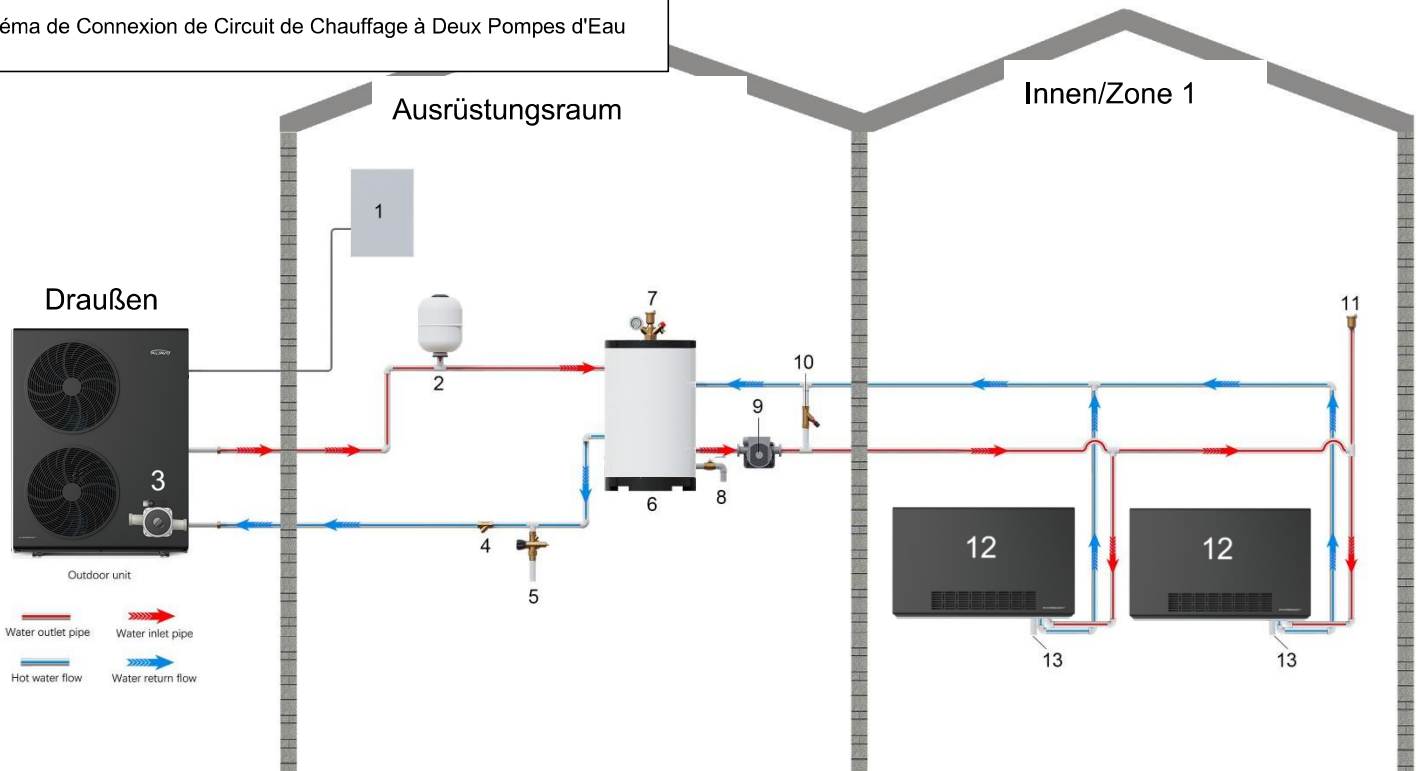 éma de Connexion de Circuit de Chauffage à Deux Pompes d'Eau
Ausrüstungsraum
Innen/Zone 1
1
Draußen
7
11
2
10
9
3
6
8
4
5
12
12
13
13
Outdoor unit
Water outlet pipe
Water inlet pipe
Hot water flow
Water return flow